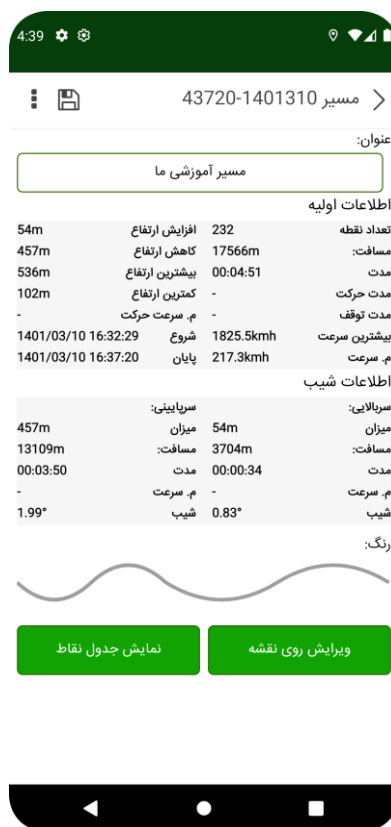 4:39
مسیر 1401310-43720
عنوان:
مسیر آموزشی ما
اطلاعات اولیه
تعداد نقطه 232 افزایش ارتفاع 54m
مسافت: 17566m کاهش ارتفاع 457m
مدت 00:04:51 بیشترین ارتفاع 536m
مدت حرکت - کمترین ارتفاع 102m
مدت توقف - م. سرعت حرکت -
بیشترین سرعت 1825.5kmh شروع 1401/03/10 16:32:29
م. سرعت 217.3kmh پایان 1401/03/10 16:37:20
اطلاعات شیب
سربالایی: سرپایینی:
میزان 54m میزان 457m
مسافت: 3704m مسافت: 13109m
مدت 00:00:34 مدت 00:03:50
م. سرعت - م. سرعت -
شیب 0.83° شیب 1.99°
رنگ:
ویرایش روی نقشه نمایش جدول نقاط